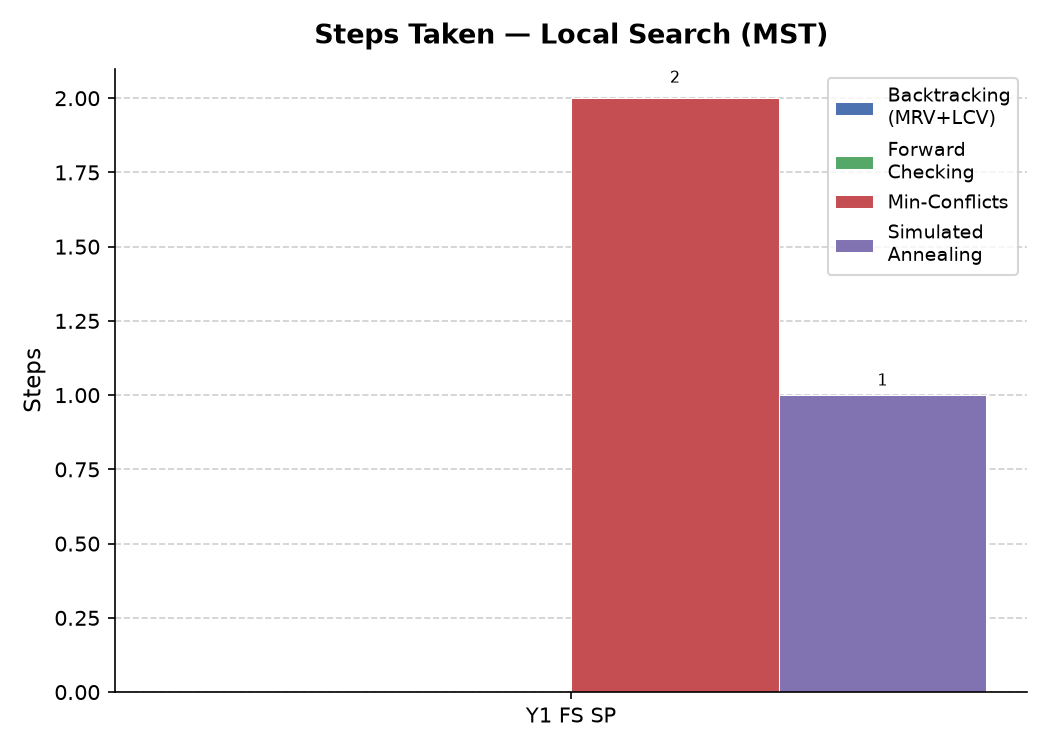 Steps Taken — Local Search (MST)
2
Backtracking
(MRV+LCV)
Forward
Checking
Min-Conflicts
Simulated
Annealing
1
Steps
2.00
1.75
1.50
1.25
1.00
0.75
0.50
0.25
0.00
Y1 FS SP